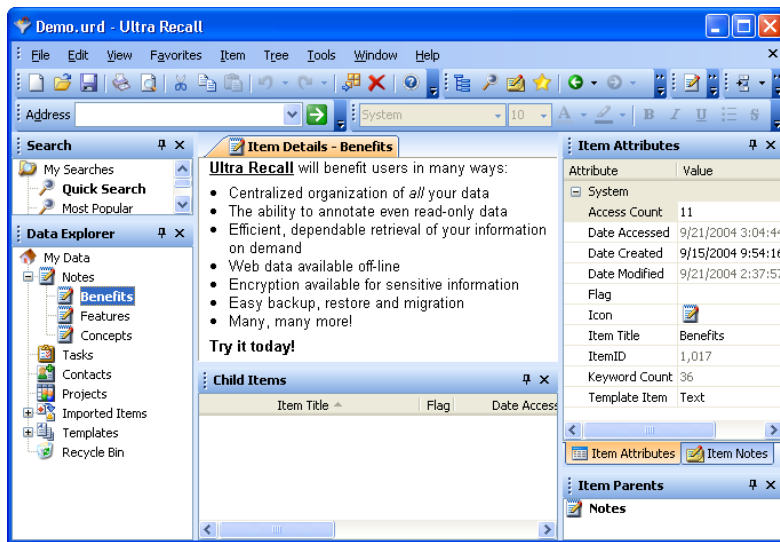 Demo.urd - Ultra Recall
File Edit View Favorites Item Tree Tools Window Help
Address
System 10 A B I U S
Search
My Searches
Quick Search
Most Popular
Data Explorer
My Data
Notes
Benefits
Features
Concepts
Tasks
Contacts
Projects
Imported Items
Templates
Recycle Bin
Item Details - Benefits
Ultra Recall will benefit users in many ways:
• Centralized organization of all your data
• The ability to annotate even read-only data
• Efficient, dependable retrieval of your information
on demand
• Web data available off-line
• Encryption available for sensitive information
• Easy backup, restore and migration
• Many, many more!
Try it today!
Child Items
Item Title Flag Date Access
Item Attributes
Attribute Value
System
Access Count 11
Date Accessed 9/21/2004 3:04:44
Date Created 9/15/2004 9:54:16
Date Modified 9/21/2004 2:37:57
Flag
Icon
Item Title Benefits
ItemID 1,017
Keyword Count 36
Template Item Text
Item Attributes Item Notes
Item Parents
Notes